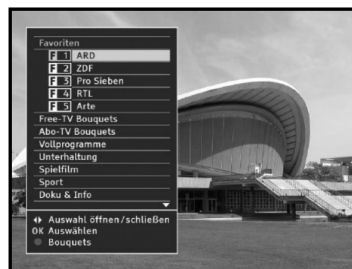 Favoriten
F 1 ARD
F 2 ZDF
F 3 Pro Sieben
F 4 RTL
F 5 Arte
Free-TV Bouquets
Abo-TV Bouquets
Vollprogramme
Unterhaltung
Spielfilm
Sport
Doku & Info
Auswahl öffnen/schließen
OK Auswählen
Bouquets